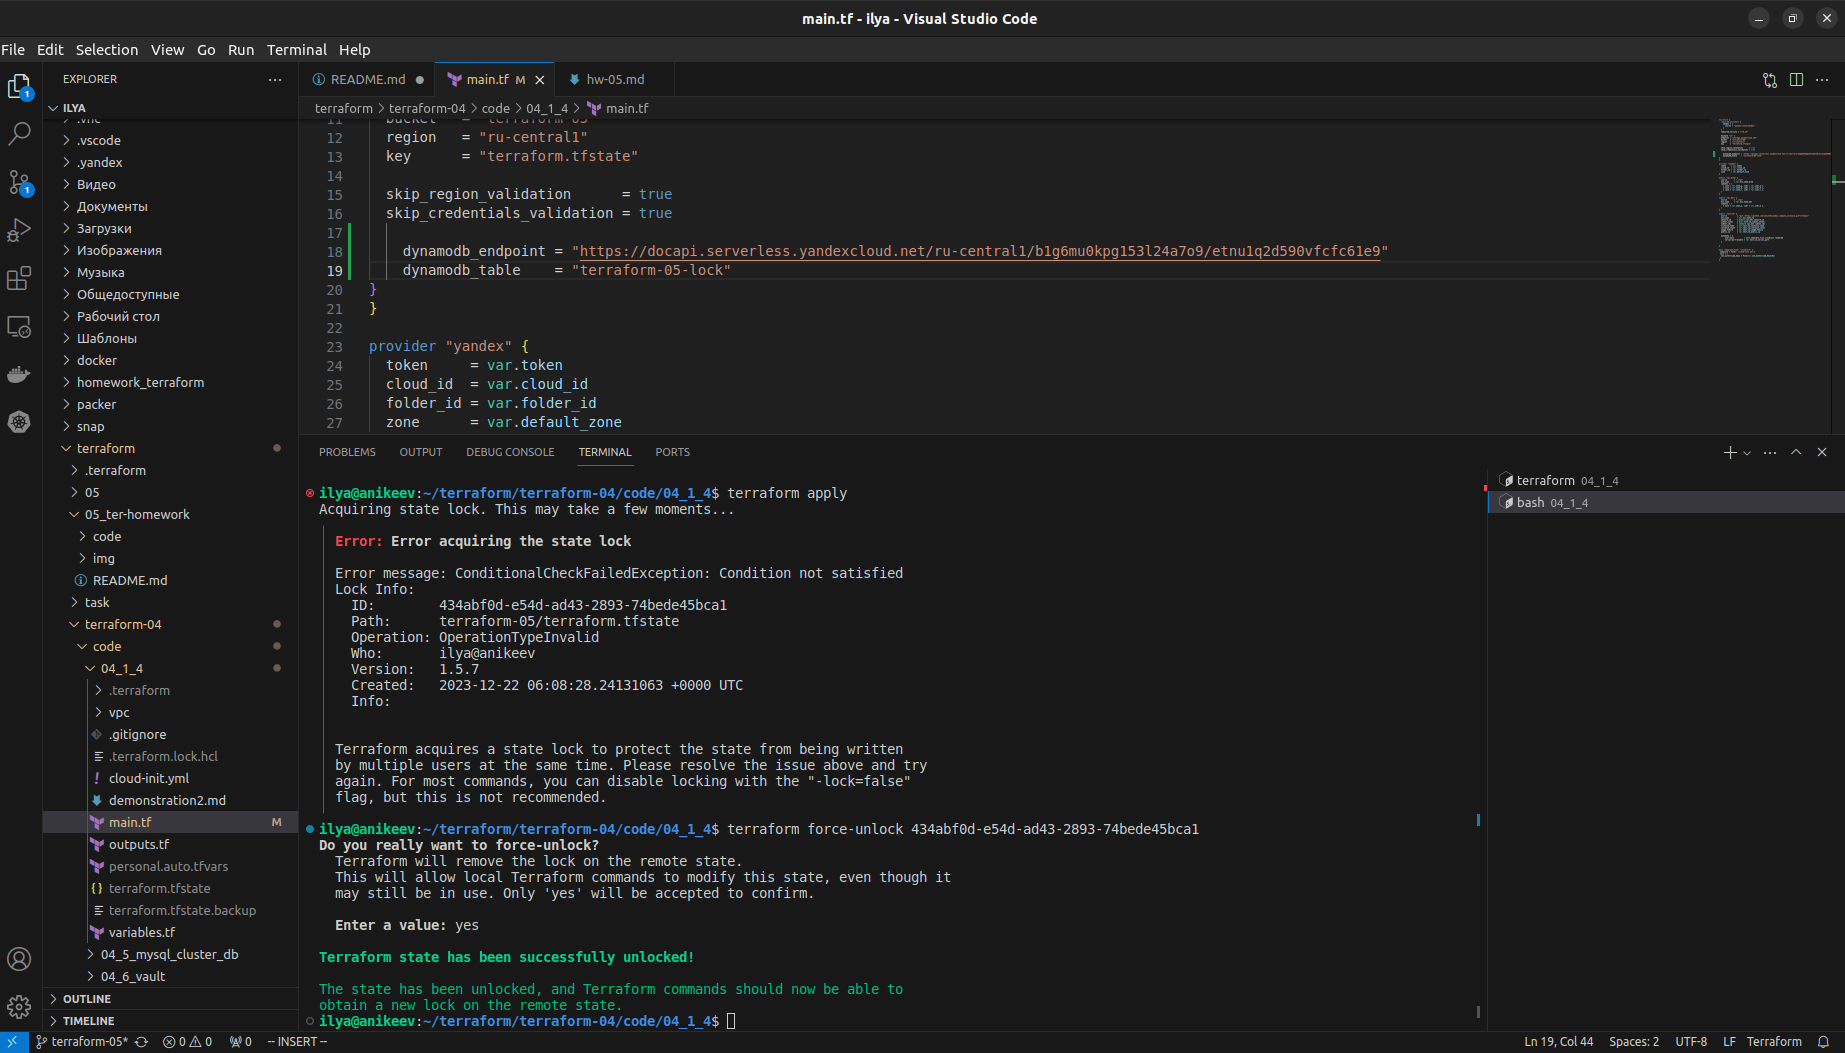 main.tf - ilya - Visual Studio Code
File Edit Selection View Go Run Terminal Help
EXPLORER
ILYA
.vnc
.vscode
.yandex
Видео
Документы
Загрузки
Изображения
Музыка
Общедоступные
Рабочий стол
Шаблоны
docker
homework_terraform
packer
snap
terraform
.terraform
05
05_ter-homework
code
img
README.md
task
terraform-04
code
04_1_4
.terraform
vpc
.gitignore
.terraform.lock.hcl
cloud-init.yml
demonstration2.md
main.tf M
outputs.tf
personal.auto.tfvars
terraform.tfstate
terraform.tfstate.backup
variables.tf
04_5_mysql_cluster_db
04_6_vault
OUTLINE
TIMELINE
README.md
main.tf M
hw-05.md
terraform > terraform-04 > code > 04_1_4 > main.tf
11 bucket = "terraform-05"
12 region = "ru-central1"
13 key = "terraform.tfstate"
14
15 skip_region_validation = true
16 skip_credentials_validation = true
17
18 dynamodb_endpoint = "https://docapi.serverless.yandexcloud.net/ru-central1/b1g6mu0kpg153l24a7o9/etnu1q2d590vfcfc61e9"
19 dynamodb_table = "terraform-05-lock"
20 }
21 }
22
23 provider "yandex" {
24 token = var.token
25 cloud_id = var.cloud_id
26 folder_id = var.folder_id
27 zone = var.default_zone
PROBLEMS OUTPUT DEBUG CONSOLE TERMINAL PORTS
ilya@anikeev:~/terraform/terraform-04/code/04_1_4$ terraform apply
Acquiring state lock. This may take a few moments...
Error: Error acquiring the state lock
Error message: ConditionalCheckFailedException: Condition not satisfied
Lock Info:
ID: 434abf0d-e54d-ad43-2893-74bede45bca1
Path: terraform-05/terraform.tfstate
Operation: OperationTypeInvalid
Who: ilya@anikeev
Version: 1.5.7
Created: 2023-12-22 06:08:28.24131063 +0000 UTC
Info:
Terraform acquires a state lock to protect the state from being written
by multiple users at the same time. Please resolve the issue above and try
again. For most commands, you can disable locking with the "-lock=false"
flag, but this is not recommended.
ilya@anikeev:~/terraform/terraform-04/code/04_1_4$ terraform force-unlock 434abf0d-e54d-ad43-2893-74bede45bca1
Do you really want to force-unlock?
Terraform will remove the lock on the remote state.
This will allow local Terraform commands to modify this state, even though it
may still be in use. Only 'yes' will be accepted to confirm.
Enter a value: yes
Terraform state has been successfully unlocked!
The state has been unlocked, and Terraform commands should now be able to
obtain a new lock on the remote state.
ilya@anikeev:~/terraform/terraform-04/code/04_1_4$
terraform 04_1_4
bash 04_1_4
terraform-05* 0 0 0 -- INSERT --
Ln 19, Col 44 Spaces: 2 UTF-8 LF Terraform